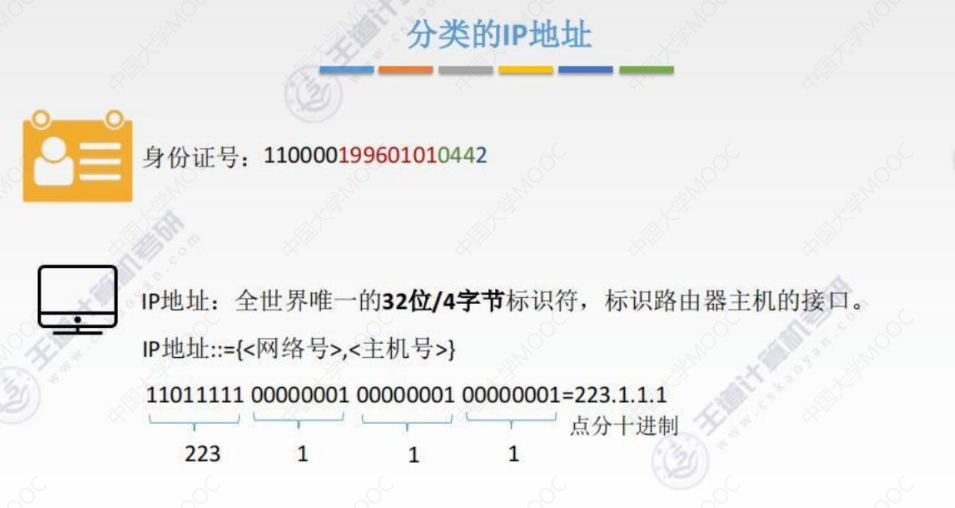 分类的IP地址
身份证号：110000199601010442
IP地址：全世界唯一的32位/4字节标识符，标识路由器主机的接口。
IP地址::={<网络号>,<主机号>}
11011111 00000001 00000001 00000001=223.1.1.1
点分十进制
223 1 1 1
中国大学MOOC
王道计算机考研
www.cskaoyan.com